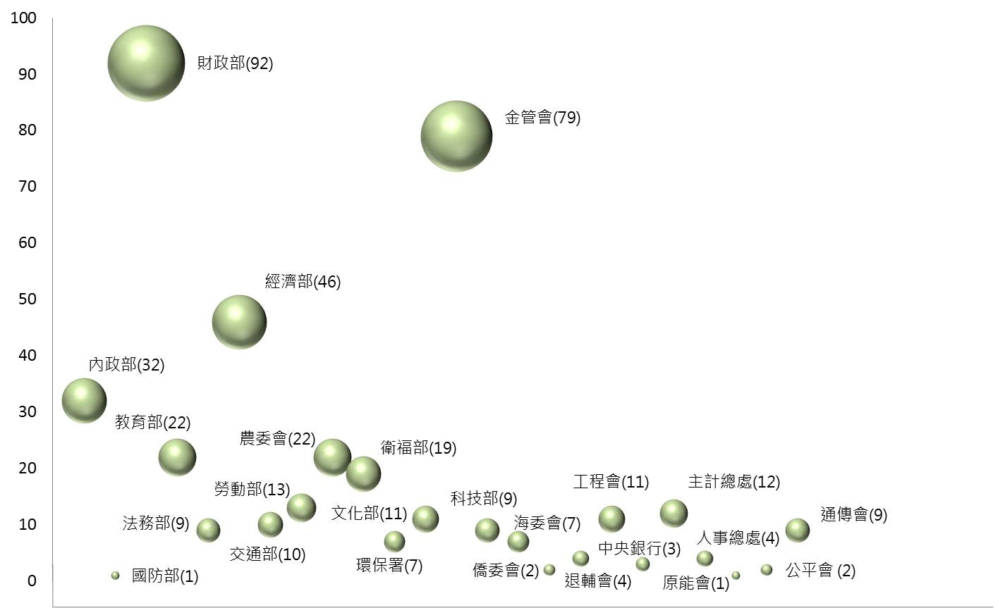 100
財政部(92)
90
金管會(79)
80
70
60
經濟部(46)
50
40
內政部(32)
30
教育部(22)
農委會(22)
衛福部(19)
20
勞動部(13)
工程會(11)
主計總處(12)
科技部(9)
文化部(11)
通傳會(9)
法務部(9)
海委會(7)
10
人事總處(4)
中央銀行(3)
交通部(10)
環保署(7)
僑委會(2)
公平會 (2)
國防部(1)
退輔會(4)
原能會(1)
0